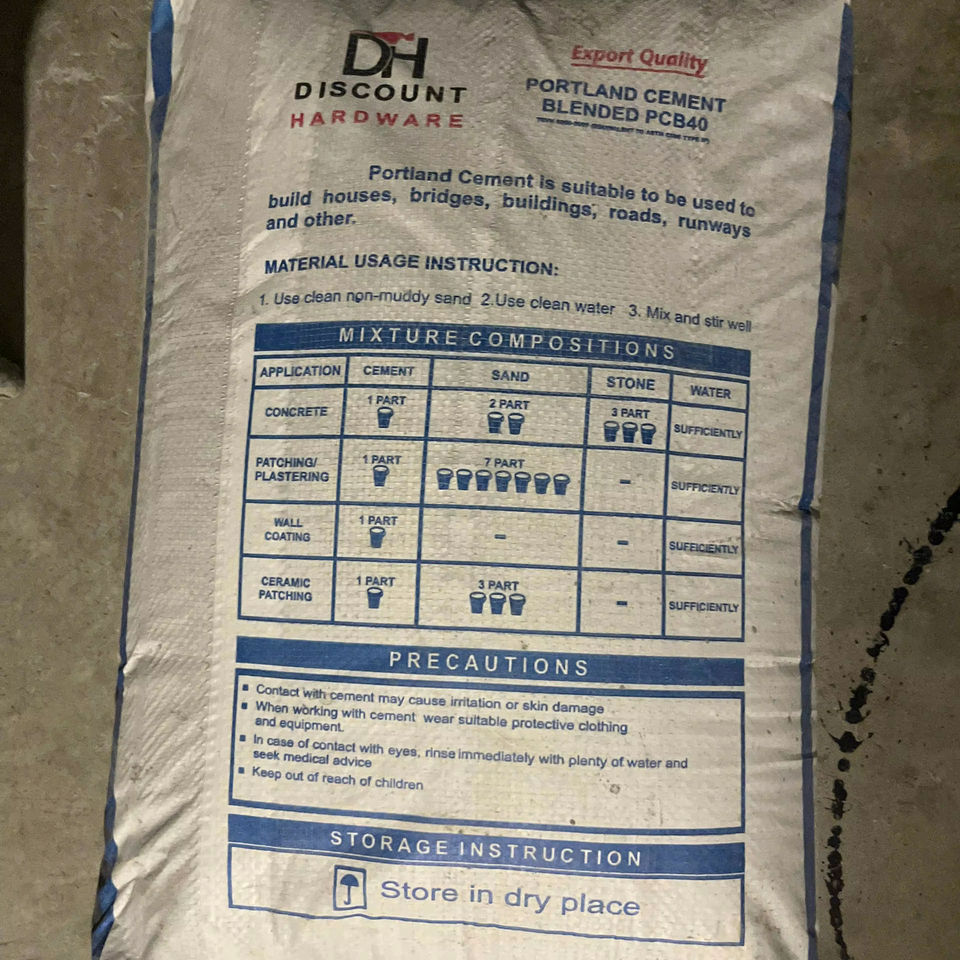 DH
DISCOUNT
HARDWARE
Export Quality
PORTLAND CEMENT
BLENDED PCB40
Portland Cement is suitable to be used to
build houses, bridges, buildings, roads, runways
and other.
MATERIAL USAGE INSTRUCTION:
1. Use clean non-muddy sand 2.Use clean water 3. Mix and stir well
MIXTURE COMPOSITIONS
APPLICATION CEMENT SAND STONE WATER
CONCRETE 1 PART 2 PART 3 PART SUFFICIENTLY
PATCHING/
PLASTERING 1 PART 7 PART - SUFFICIENTLY
WALL
COATING 1 PART - - SUFFICIENTLY
CERAMIC
PATCHING 1 PART 3 PART - SUFFICIENTLY
PRECAUTIONS
▪ Contact with cement may cause irritation or skin damage
▪ When working with cement wear suitable protective clothing
and equipment.
▪ In case of contact with eyes, rinse immediately with plenty of water and
seek medical advice
▪ Keep out of reach of children
STORAGE INSTRUCTION
Store in dry place